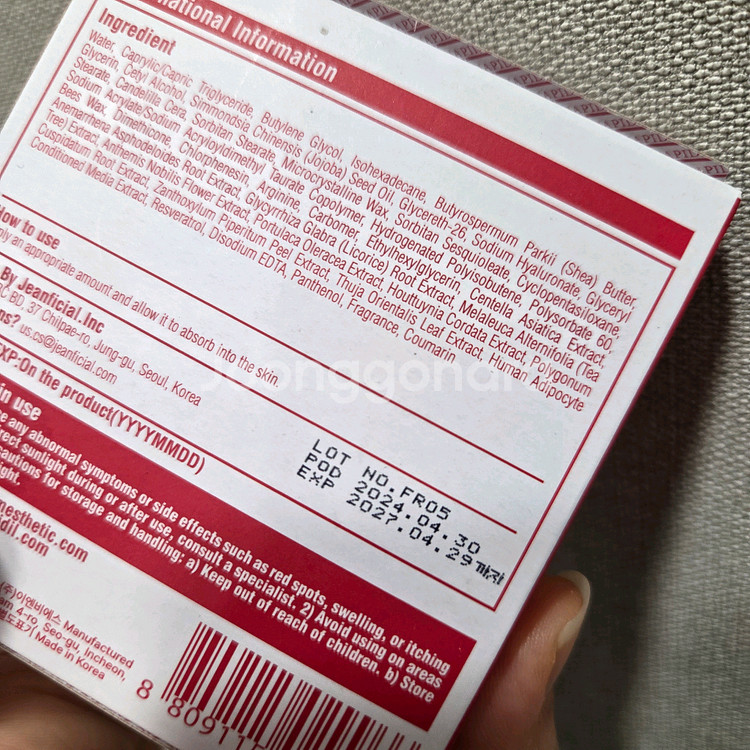 national Information
Ingredient
Water, Caprylic/Capric Triglyceride, Butylene Glycol, Isohexadecane, Butyrospermum Parkii (Shea) Butter,
Glycerin, Cetyl Alcohol, Simmondsia Chinensis (Jojoba) Seed Oil, Glycereth-26, Sodium Hyaluronate, Glyceryl
Stearate, Candelilla Cera, Sorbitan Stearate, Microcrystalline Wax, Sorbitan Sesquioleate, Cyclopentasiloxane
Sodium Acrylate/Sodium Acryloyldimethyl Taurate Copolymer, Hydrogenated Polyisobutene, Polysorbate 60,
Bees Wax, Dimethicone, Chlorphenesin, Arginine, Carbomer, Ethylhexylglycerin, Centella Asiatica Extract,
Anemarrhena Asphodeloides Root Extract, Glycyrrhiza Glabra (Licorice) Root Extract, Melaleuca Alternifolia (Tea
Tree) Extract, Anthemis Nobilis Flower Extract, Portulaca Oleracea Extract, Houttuynia Cordata Extract, Polygonum
Cuspidatum Root Extract, Zanthoxylum Piperitum Peel Extract, Thuja Orientalis Leaf Extract, Human Adipocyte
Conditioned Media Extract, Resveratrol, Disodium EDTA, Panthenol, Fragrance, Coumarin
How to use
an appropriate amount and allow it to absorb into the skin.
By Jeanficial.Inc
BD 37 Chilpae-ro, Jung-gu, Seoul, Korea
us.cs@jeanficial.com
EXP:On the product(YYYYMMDD)
LOT NO.FR05
POD 2024.04.30
EXP 2027.04.29까지
in use
any abnormal symptoms or side effects such as red spots, swelling, or itching
direct sunlight during or after use, consult a specialist. 2) Avoid using on areas
cautions for storage and handling: a) Keep out of reach of children. b) Store
(주)이엔비에스 Manufactured
4-ro, Seo-gu, Incheon,
Made in Korea
8 80911
Joonggonara